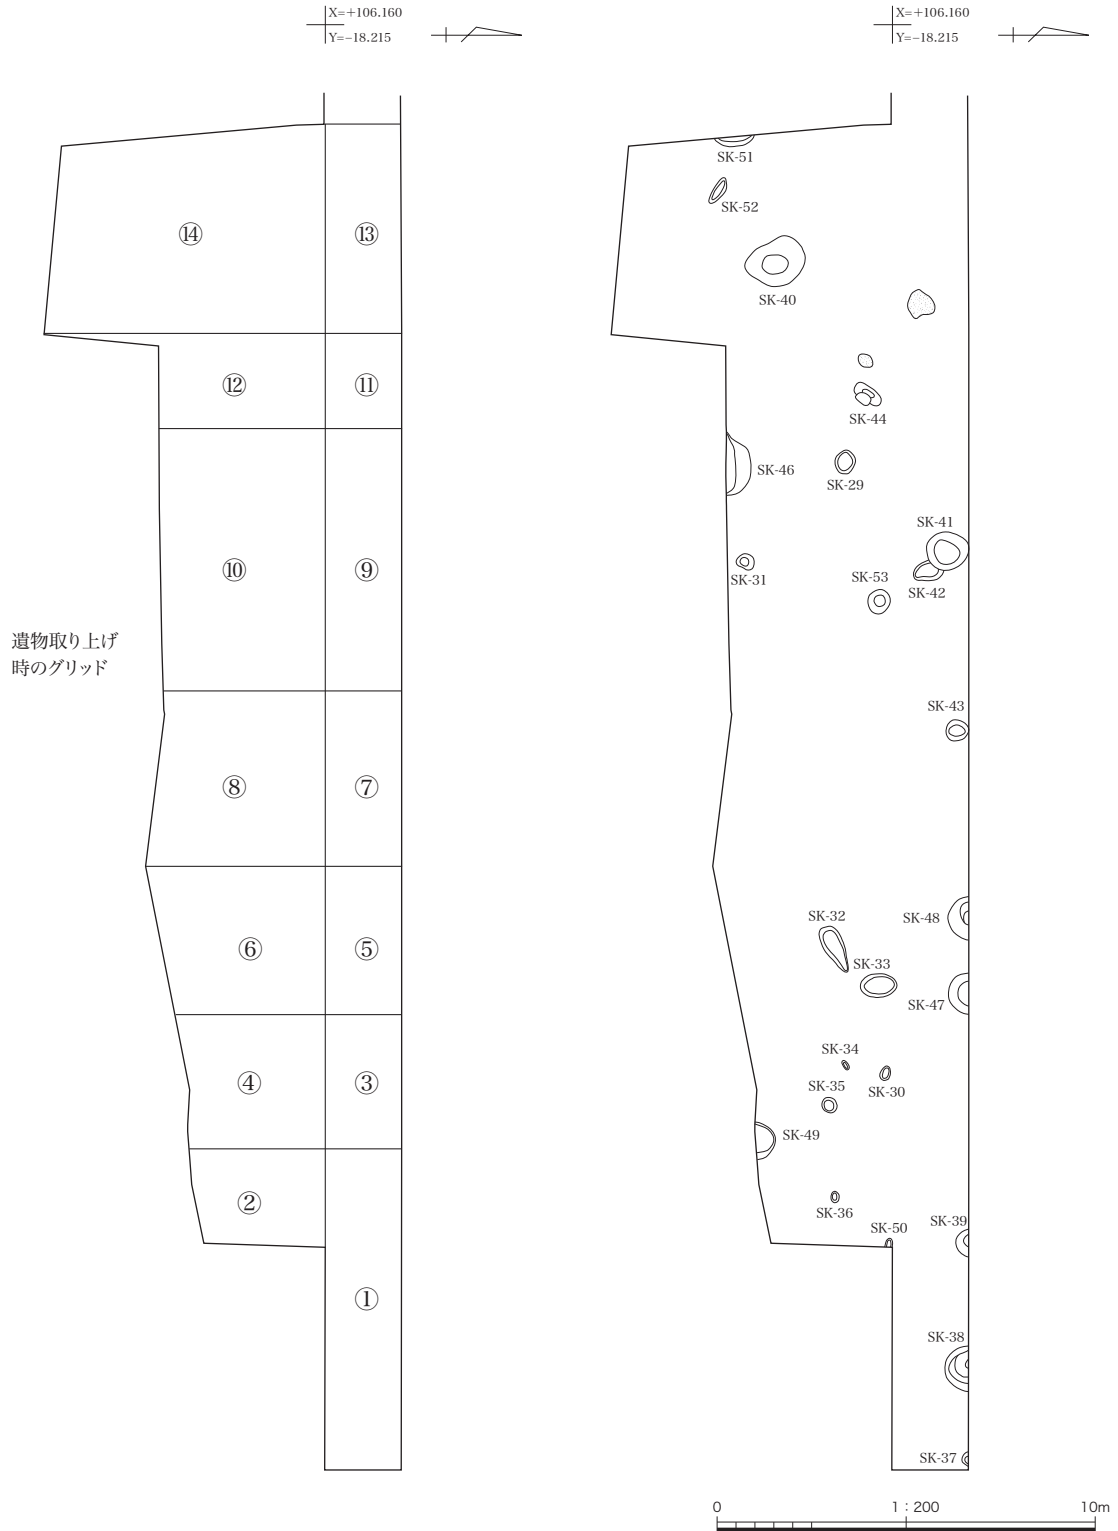 X=+106.160
Y=−18.215
X=+106.160
Y=−18.215
⑭
⑬
⑫
⑪
⑩
⑨
遺物取り上げ
時のグリッド
⑧
⑦
⑥
⑤
④
③
②
①
SK-51
SK-52
SK-40
SK-44
SK-46
SK-29
SK-41
SK-31
SK-53
SK-42
SK-43
SK-32
SK-48
SK-33
SK-47
SK-34
SK-35
SK-30
SK-49
SK-36
SK-50
SK-39
SK-38
SK-37
0
1：200
10m